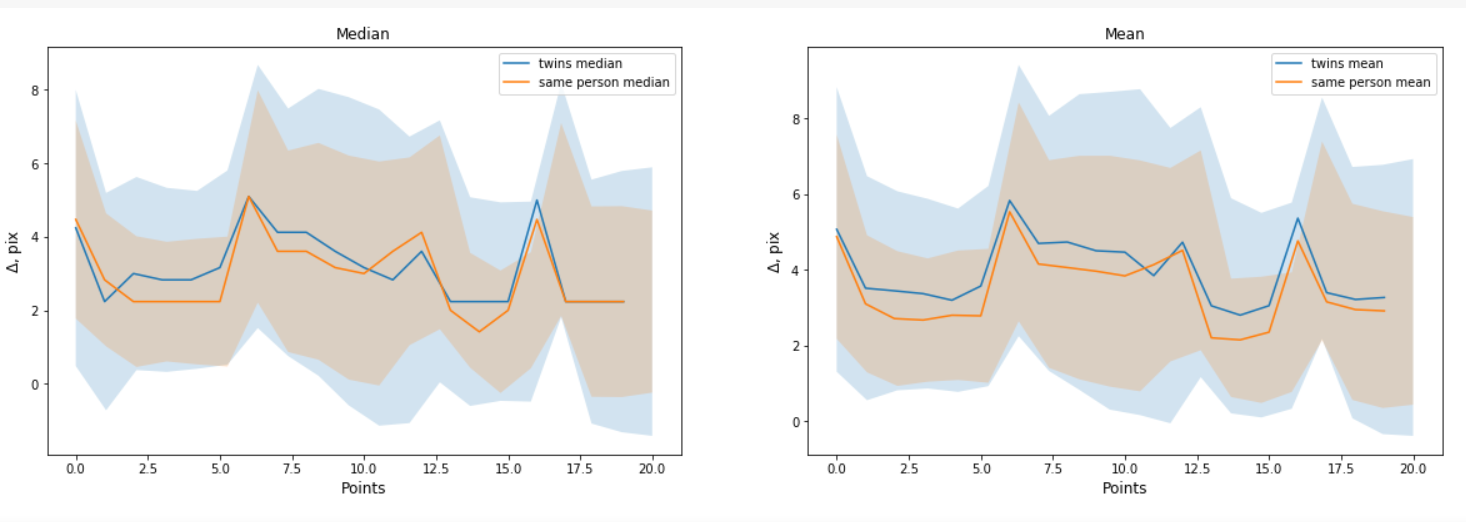 Median
twins median
same person median
8
6
4
2
0
Δ, pix
0.0 2.5 5.0 7.5 10.0 12.5 15.0 17.5 20.0
Points
Mean
twins mean
same person mean
8
6
4
2
0
Δ, pix
0.0 2.5 5.0 7.5 10.0 12.5 15.0 17.5 20.0
Points